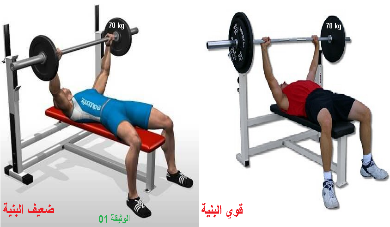 70 kg
70 kg
ضعيف البنية
قوي البنية
الوثيقة 01